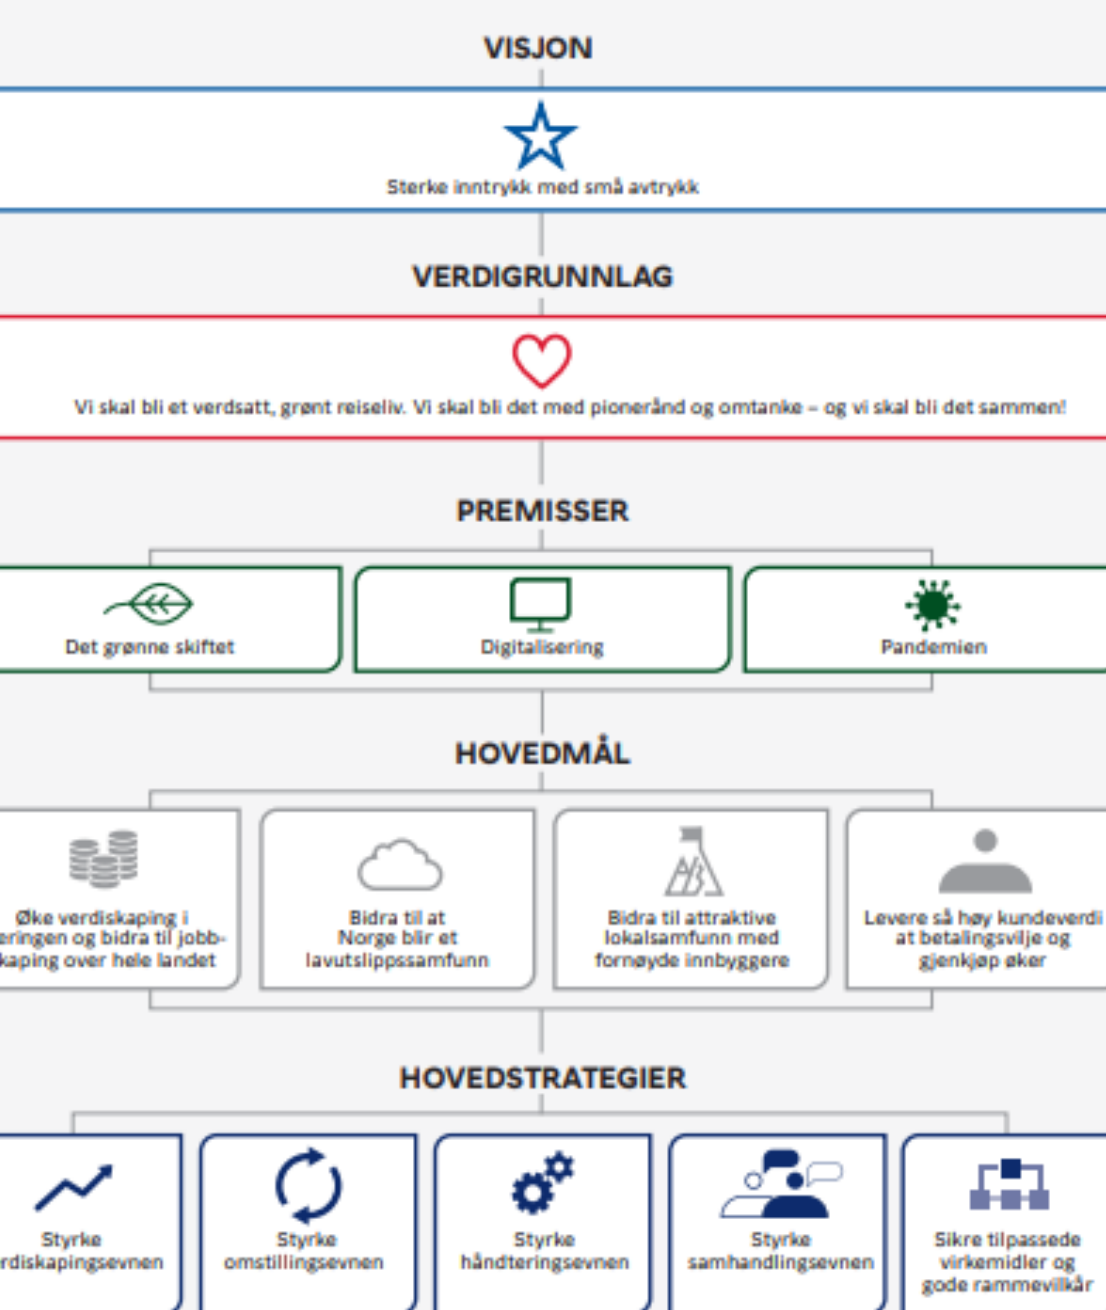 VISJON
Sterke inntrykk med små avtrykk
VERDIGRUNNLAG
Vi skal bli et verdsatt, grønt reiseliv. Vi skal bli det med pionerånd og omtanke – og vi skal bli det sammen!
PREMISSER
Det grønne skiftet
Digitalisering
Pandemien
HOVEDMÅL
Øke verdiskaping i
eringen og bidra til jobb-
kaping over hele landet
Bidra til at
Norge blir et
lavutslippssamfunn
Bidra til attraktive
lokalsamfunn med
fornøyde innbyggere
Levere så høy kundeverdi
at betalingsvilje og
gjenkjøp øker
HOVEDSTRATEGIER
Styrke
rdiskapingsevnen
Styrke
omstillingsevnen
Styrke
håndteringsevnen
Styrke
samhandlingsevnen
Sikre tilpassede
virkemidler og
gode rammevilkår